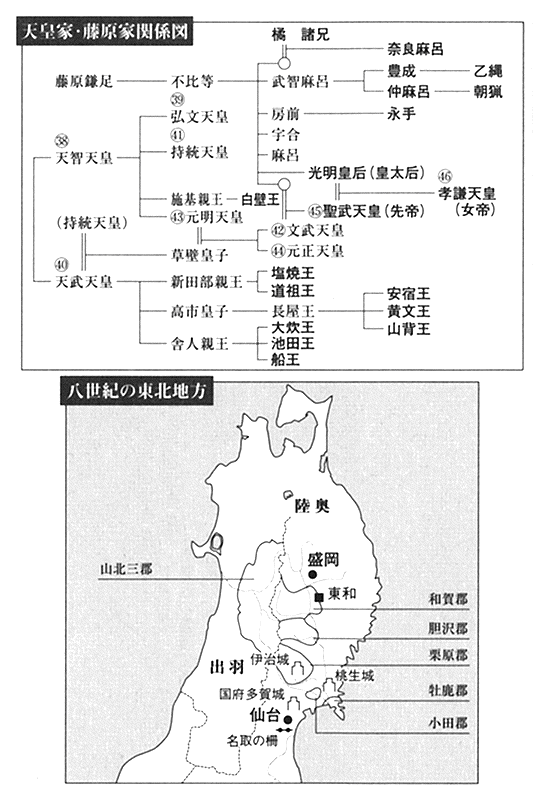 天皇家・藤原家関係図
橘 諸兄
奈良麻呂
藤原鎌足
不比等
武智麻呂
豊成
乙縄
仲麻呂
朝猟
房前
永手
宇合
麻呂
㊳
天智天皇
㊴
弘文天皇
㊶
持統天皇
光明皇后(皇太后)
㊻
孝謙天皇
(女帝)
施基親王
白壁王
㊺聖武天皇(先帝)
㊸元明天皇
(持統天皇)
㊷文武天皇
㊹元正天皇
草壁皇子
㊵
天武天皇
新田部親王
塩焼王
道祖王
高市皇子
長屋王
安宿王
黄文王
山背王
舎人親王
大炊王
池田王
船王
八世紀の東北地方
陸奥
盛岡
山北三郡
東和
和賀郡
胆沢郡
伊治城
栗原郡
出羽
桃生城
国府多賀城
牡鹿郡
仙台
小田郡
名取の柵